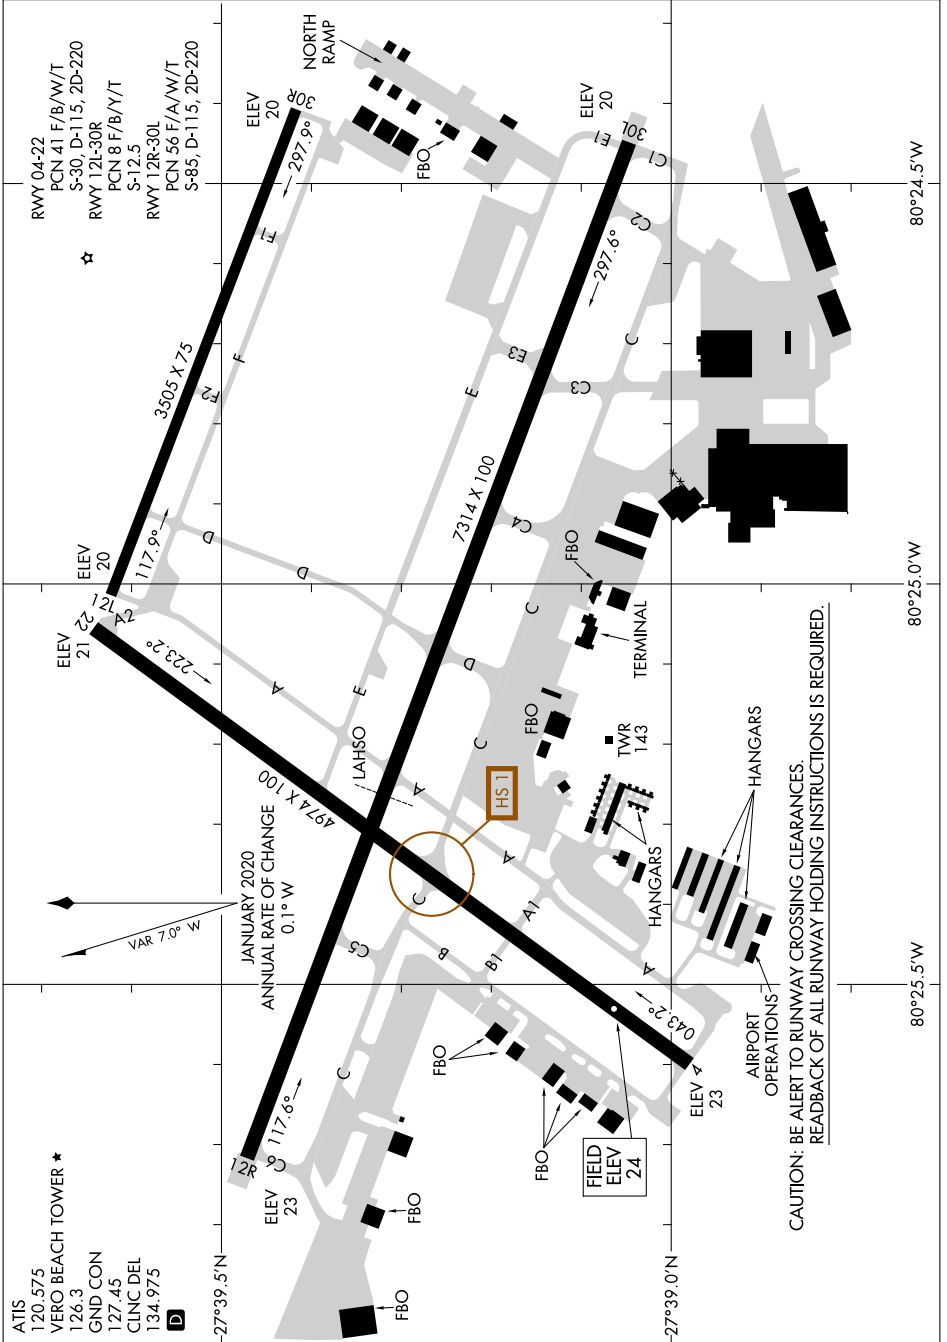 ATIS
120.575
VERO BEACH TOWER ★
126.3
GND CON
127.45
CLNC DEL
134.975
D
RWY 04-22
PCN 41 F/B/W/T
S-30, D-115, 2D-220
RWY 12L-30R
PCN 8 F/B/Y/T
S-12.5
RWY 12R-30L
PCN 56 F/A/W/T
S-85, D-115, 2D-220
NORTH
RAMP
ELEV
20
30R
297.9°
FBO
ELEV
20
30L
E1
C1
C2
297.6°
C
E3
C3
E
F1
F
F2
3505 X 75
117.9°
D
ELEV
20
12L
A2
22
ELEV
21
223.2°
D
A
E
LAHSO
4974 X 100
7314 X 100
C4
C
D
C
FBO
TERMINAL
FBO
TWR
143
HS 1
A
A
HANGARS
HANGARS
JANUARY 2020
ANNUAL RATE OF CHANGE
0.1° W
VAR 7.0° W
C
C5
B
B1
A1
A
043.2°
4
ELEV
23
AIRPORT
OPERATIONS
FBO
FBO
FIELD
ELEV
24
C
117.6°
12R
C6
ELEV
23
FBO
FBO
27°39.5'N
27°39.0'N
80°24.5'W
80°25.0'W
80°25.5'W
CAUTION: BE ALERT TO RUNWAY CROSSING CLEARANCES.
READBACK OF ALL RUNWAY HOLDING INSTRUCTIONS IS REQUIRED.